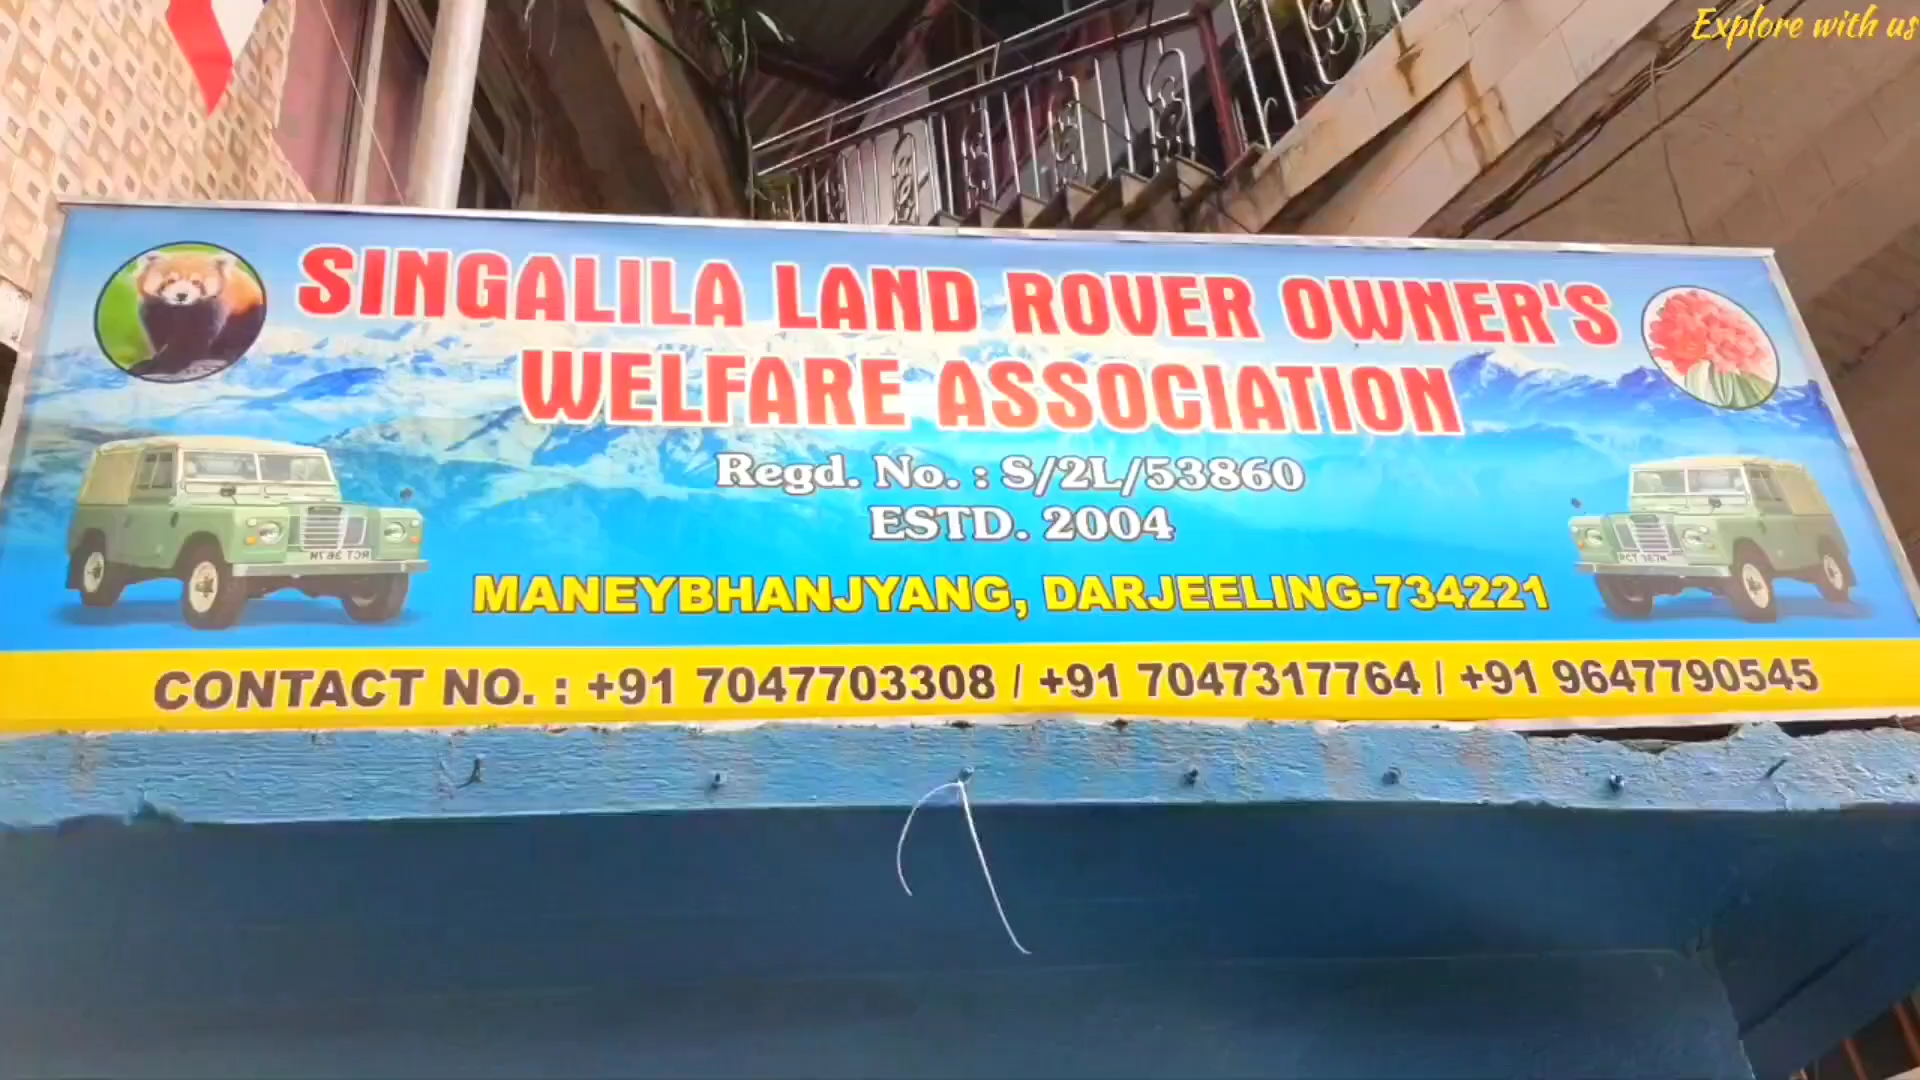 Explore with us
SINGALILA LAND ROVER OWNER'S
WELFARE ASSOCIATION
Regd. No. : S/2L/53860
ESTD. 2004
MANEYBHANJYANG, DARJEELING-734221
CONTACT NO. : +91 7047703308 / +91 7047317764 / +91 9647790545